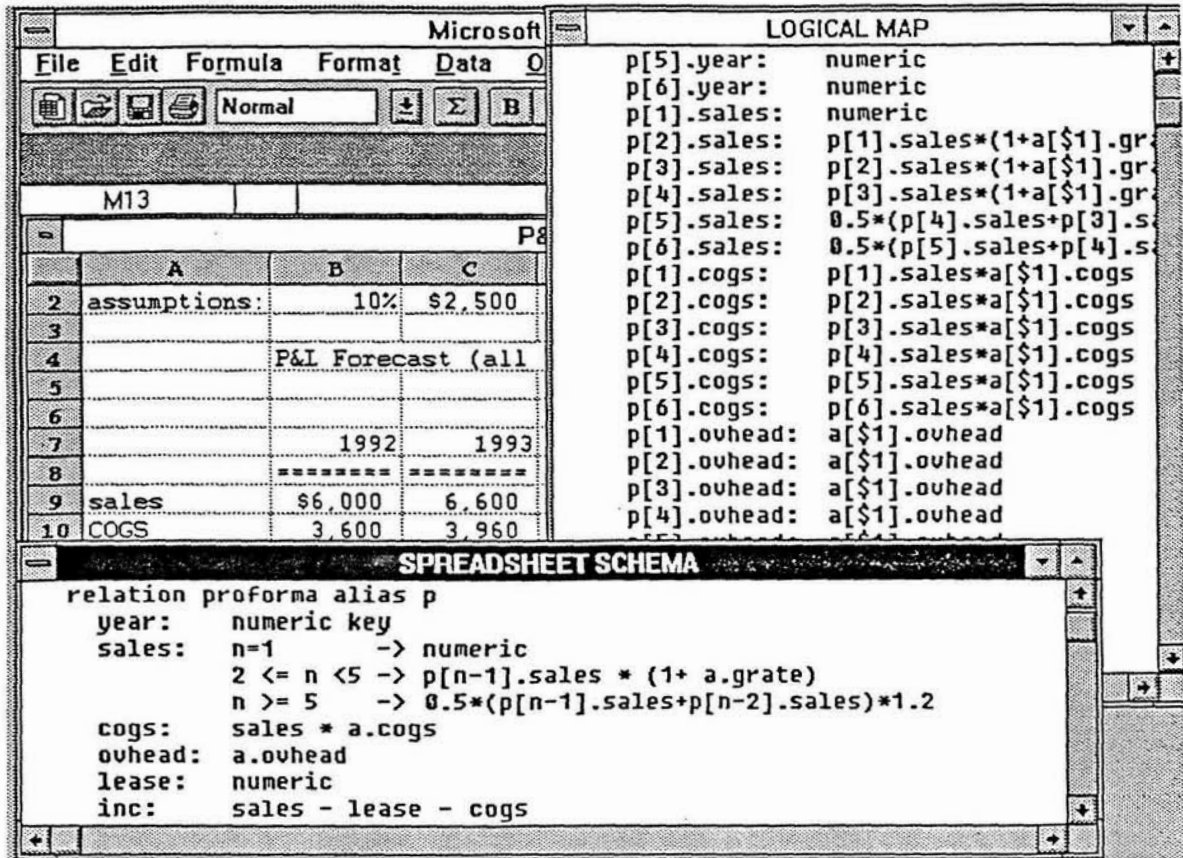 Microsoft
File Edit Formula Format Data O
Normal Σ B
M13
P&
A B C
2 assumptions: 10% $2,500
3
4 P&L Forecast (all
5
6
7 1992 1993
8 ======== ========
9 sales $6,000 6,600
10 COGS 3,600 3,960
LOGICAL MAP
p[5].year: numeric
p[6].year: numeric
p[1].sales: numeric
p[2].sales: p[1].sales*(1+a[$1].gr
p[3].sales: p[2].sales*(1+a[$1].gr
p[4].sales: p[3].sales*(1+a[$1].gr
p[5].sales: 0.5*(p[4].sales+p[3].s
p[6].sales: 0.5*(p[5].sales+p[4].s
p[1].cogs: p[1].sales*a[$1].cogs
p[2].cogs: p[2].sales*a[$1].cogs
p[3].cogs: p[3].sales*a[$1].cogs
p[4].cogs: p[4].sales*a[$1].cogs
p[5].cogs: p[5].sales*a[$1].cogs
p[6].cogs: p[6].sales*a[$1].cogs
p[1].ovhead: a[$1].ovhead
p[2].ovhead: a[$1].ovhead
p[3].ovhead: a[$1].ovhead
p[4].ovhead: a[$1].ovhead
SPREADSHEET SCHEMA
relation proforma alias p
year: numeric key
sales: n=1 -> numeric
2 <= n <5 -> p[n-1].sales * (1+ a.grate)
n >= 5 -> 0.5*(p[n-1].sales+p[n-2].sales)*1.2
cogs: sales * a.cogs
ovhead: a.ovhead
lease: numeric
inc: sales - lease - cogs